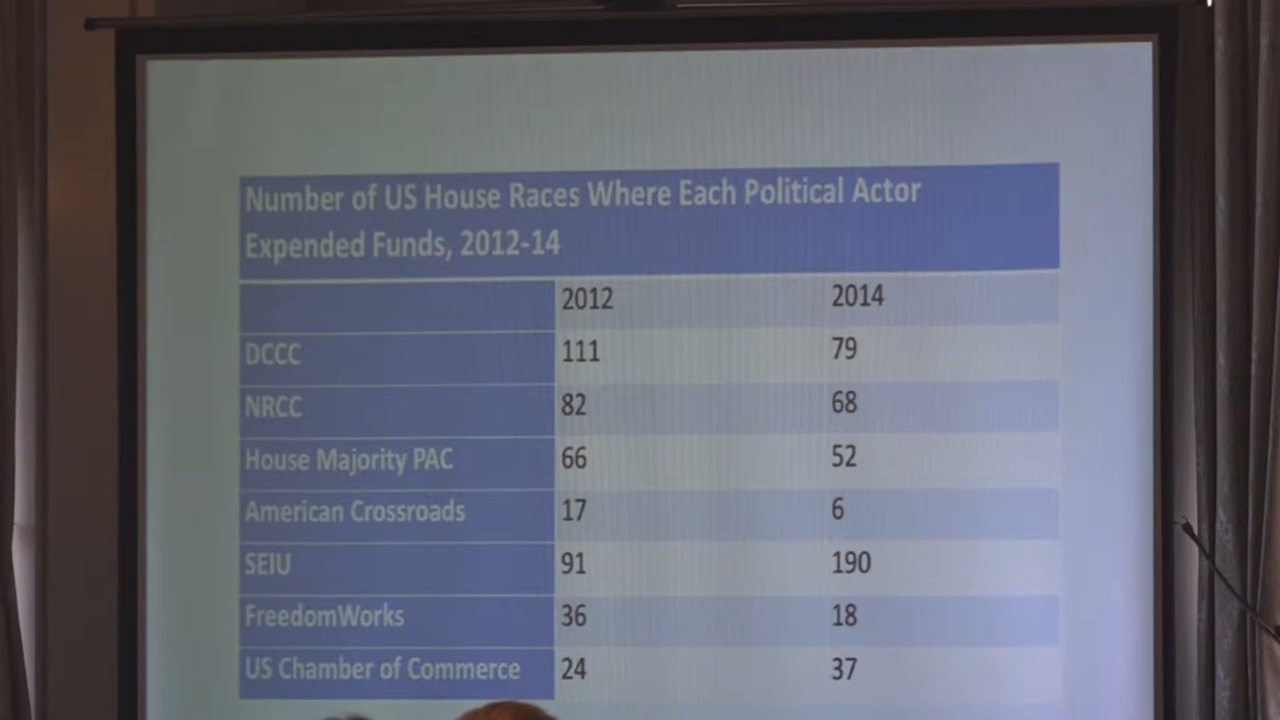 Number of US House Races Where Each Political Actor
Expended Funds, 2012-14
2012 2014
DCCC 111 79
NRCC 82 68
House Majority PAC 66 52
American Crossroads 17 6
SEIU 91 190
FreedomWorks 36 18
US Chamber of Commerce 24 37